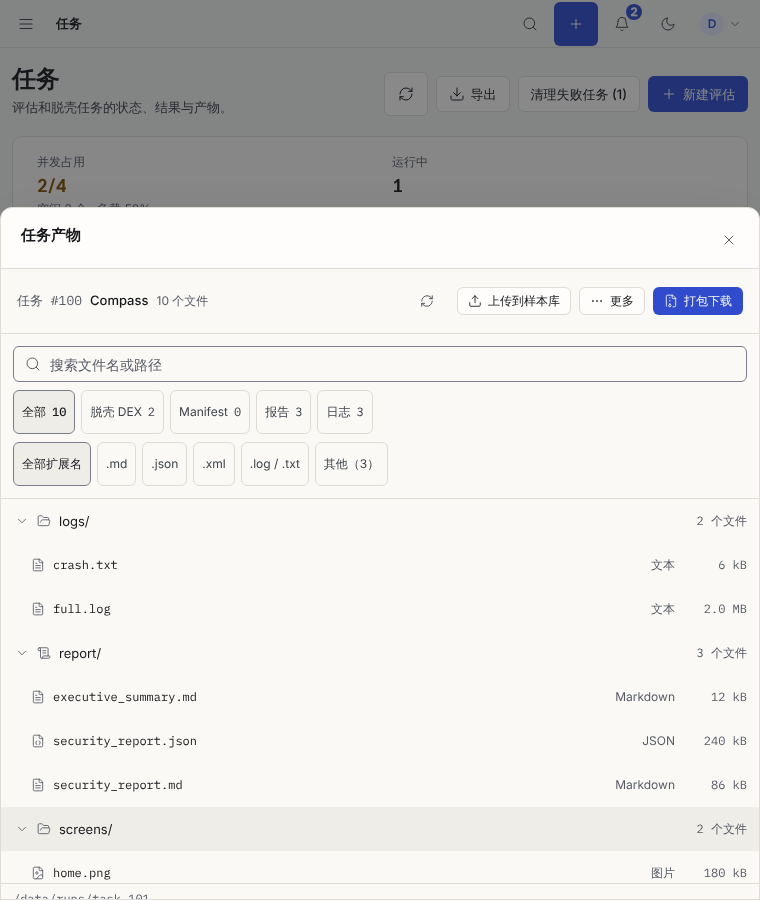 任务
2
D
任务
评估和脱壳任务的状态、结果与产物。
导出
清理失败任务 (1)
新建评估
并发占用
运行中
2/4
1
任务产物
任务 #100 Compass 10 个文件
上传到样本库
更多
打包下载
搜索文件名或路径
全部 10
脱壳 DEX 2
Manifest 0
报告 3
日志 3
全部扩展名
.md
.json
.xml
.log / .txt
其他（3）
logs/ 2 个文件
crash.txt 文本 6 kB
full.log 文本 2.0 MB
report/ 3 个文件
executive_summary.md Markdown 12 kB
security_report.json JSON 240 kB
security_report.md Markdown 86 kB
screens/ 2 个文件
home.png 图片 180 kB
/data/runs/task_101